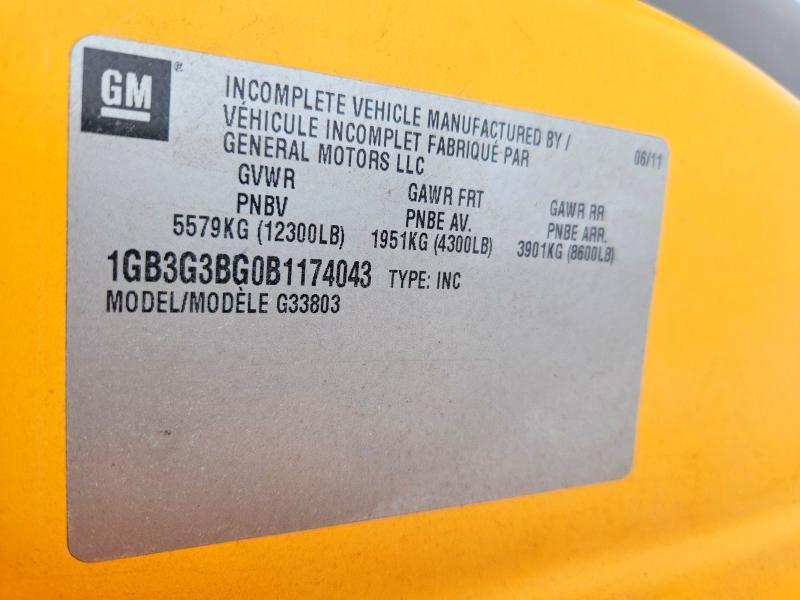 GM®
INCOMPLETE VEHICLE MANUFACTURED BY /
VÉHICULE INCOMPLET FABRIQUÉ PAR
GENERAL MOTORS LLC
06/11
GVWR GAWR FRT GAWR RR
PNBV PNBE AV. PNBE ARR.
5579KG (12300LB) 1951KG (4300LB) 3901KG (8600LB)
1GB3G3BG0B1174043 TYPE: INC
MODEL/MODÈLE G33803